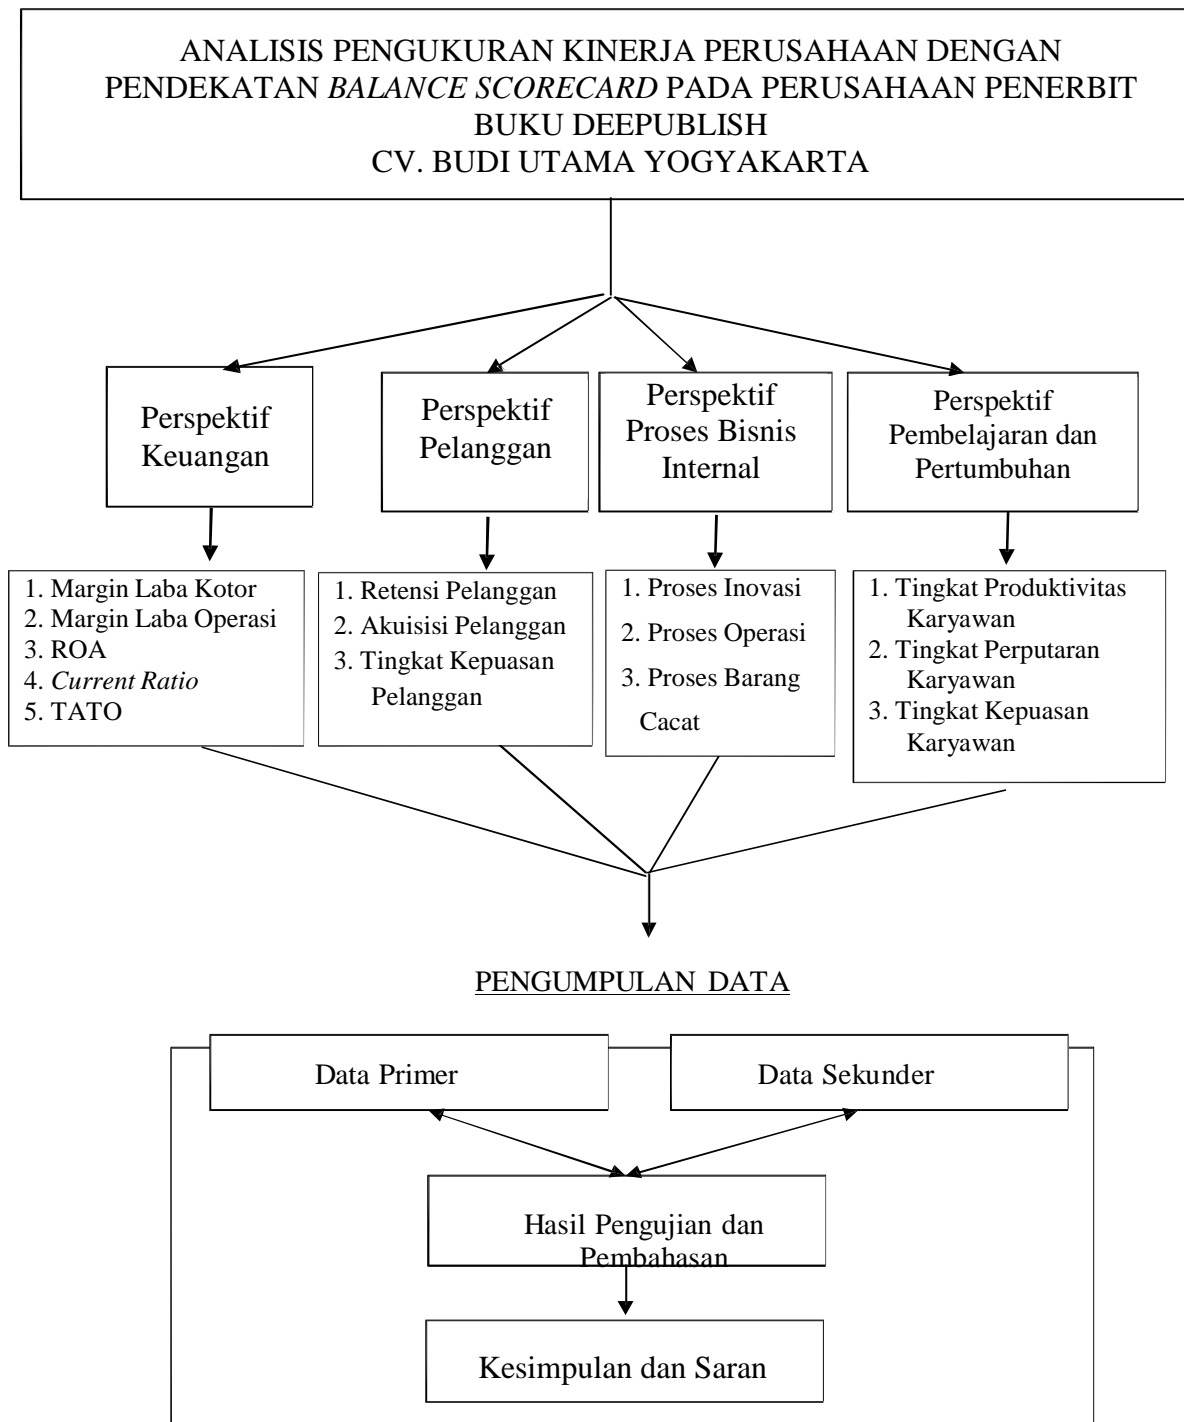 ANALISIS PENGUKURAN KINERJA PERUSAHAAN DENGAN
PENDEKATAN BALANCE SCORECARD PADA PERUSAHAAN PENERBIT
BUKU DEEPUBLISH
CV. BUDI UTAMA YOGYAKARTA
Perspektif
Keuangan
Perspektif
Pelanggan
Perspektif
Proses Bisnis
Internal
Perspektif
Pembelajaran dan
Pertumbuhan
1. Margin Laba Kotor
2. Margin Laba Operasi
3. ROA
4. Current Ratio
5. TATO
1. Retensi Pelanggan
2. Akuisisi Pelanggan
3. Tingkat Kepuasan
Pelanggan
1. Proses Inovasi
2. Proses Operasi
3. Proses Barang
Cacat
1. Tingkat Produktivitas
Karyawan
2. Tingkat Perputaran
Karyawan
3. Tingkat Kepuasan
Karyawan
PENGUMPULAN DATA
Data Primer
Data Sekunder
Hasil Pengujian dan
Pembahasan
Kesimpulan dan Saran